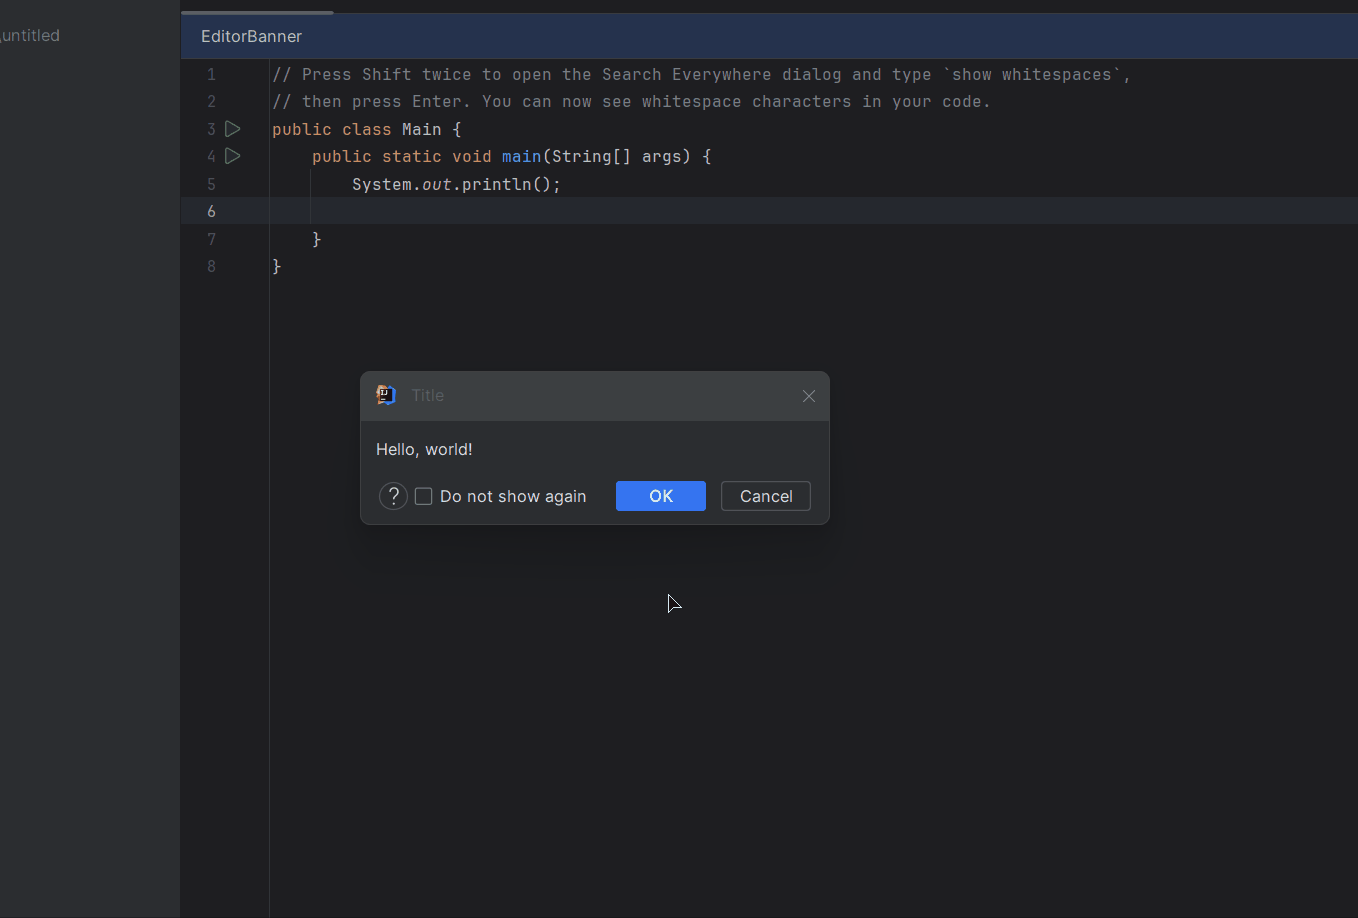 untitled
EditorBanner
1 // Press Shift twice to open the Search Everywhere dialog and type `show whitespaces`,
2 // then press Enter. You can now see whitespace characters in your code.
3 public class Main {
4 public static void main(String[] args) {
5 System.out.println();
6
7 }
8 }
IJ Title
Hello, world!
? Do not show again OK Cancel